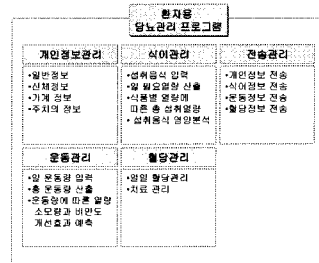 환자용
당뇨관리 프로그램
개인정보관리
•일반정보
•신체정보
•가계 정보
•주치의 정보
식이관리
•섭취음식 입력
•일 필요열량 산출
•식품별 열량에
따른 총 섭취열량
•섭취음식 영양분석
전송관리
•개인정보 전송
•식이정보 전송
•운동정보 전송
•혈당정보 전송
운동관리
•일 운동량 입력
•총 운동량 산출
•운동량에 따른 열량
소모량과 비만도
개선효과 예측
혈당관리
•일일 혈당관리
•치료 관리